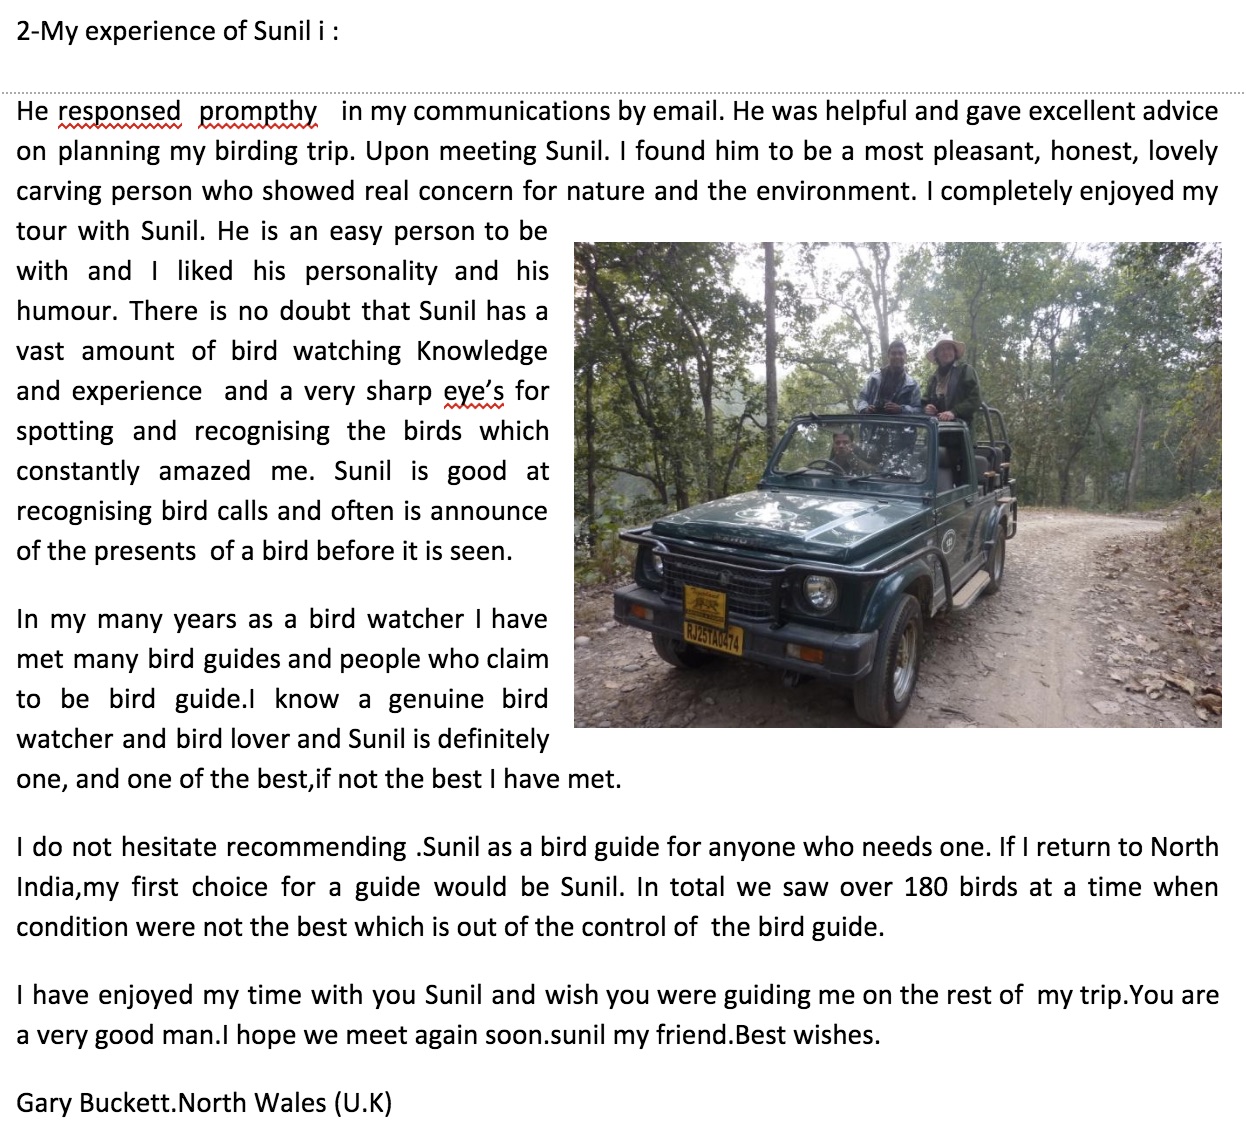 2-My experience of Sunil i :
He responsed prompthy in my communications by email. He was helpful and gave excellent advice
on planning my birding trip. Upon meeting Sunil. I found him to be a most pleasant, honest, lovely
carving person who showed real concern for nature and the environment. I completely enjoyed my
tour with Sunil. He is an easy person to be
with and I liked his personality and his
humour. There is no doubt that Sunil has a
vast amount of bird watching Knowledge
and experience and a very sharp eye’s for
spotting and recognising the birds which
constantly amazed me. Sunil is good at
recognising bird calls and often is announce
of the presents of a bird before it is seen.
RJ25TA0474
In my many years as a bird watcher I have
met many bird guides and people who claim
to be bird guide.I know a genuine bird
watcher and bird lover and Sunil is definitely
one, and one of the best,if not the best I have met.
I do not hesitate recommending .Sunil as a bird guide for anyone who needs one. If I return to North
India,my first choice for a guide would be Sunil. In total we saw over 180 birds at a time when
condition were not the best which is out of the control of the bird guide.
I have enjoyed my time with you Sunil and wish you were guiding me on the rest of my trip.You are
a very good man.I hope we meet again soon.sunil my friend.Best wishes.
Gary Buckett.North Wales (U.K)